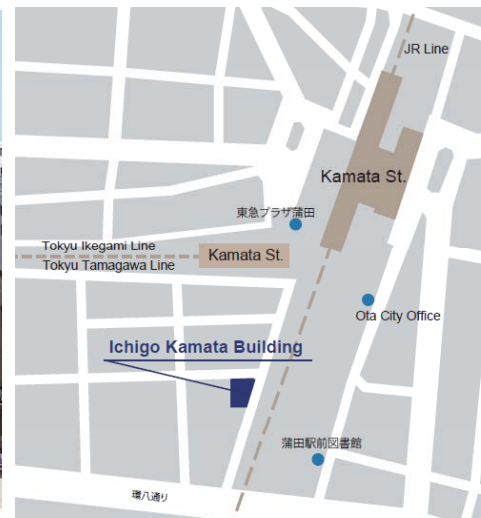 JR Line
Kamata St.
東急プラザ蒲田
Tokyu Ikegami Line
Kamata St.
Tokyu Tamagawa Line
Ota City Office
Ichigo Kamata Building
蒲田駅前図書館
環八通り